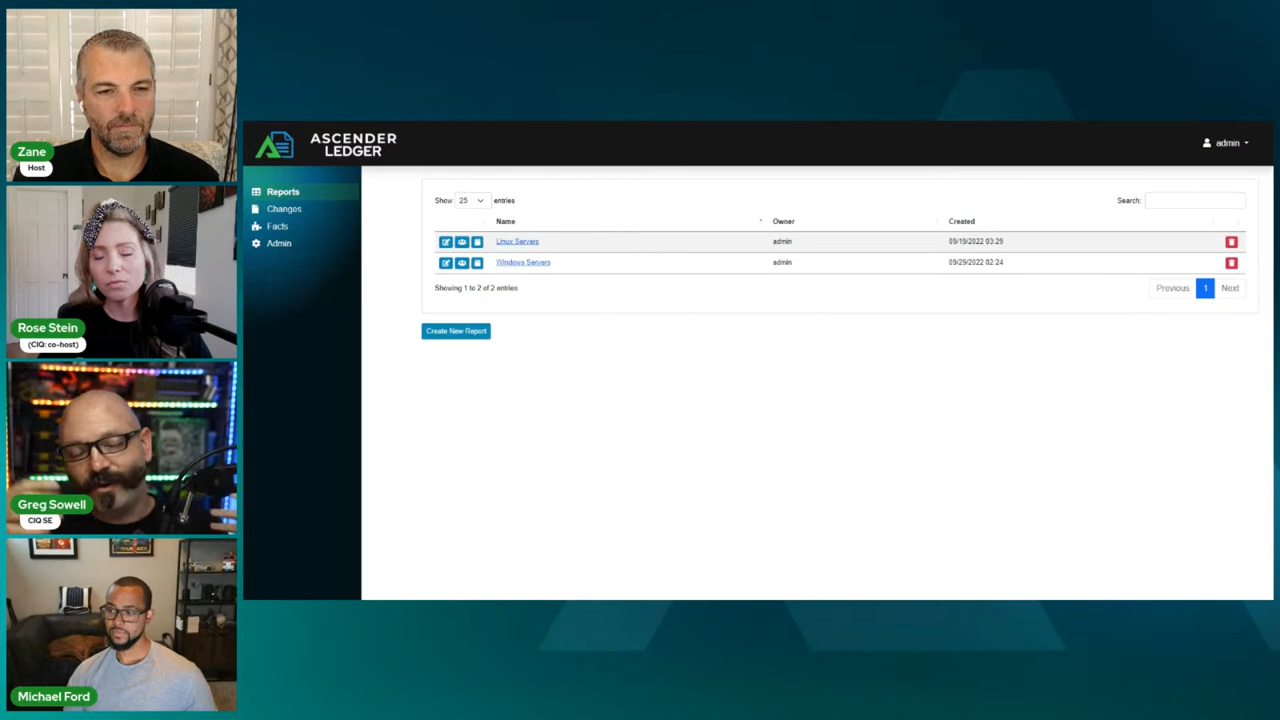 Zane
Host
Rose Stein
(CIQ: co-host)
Greg Sowell
CIQ SE
Michael Ford
ASCENDER
LEDGER
admin
Reports
Changes
Facts
Admin
Show 25 entries
Search:
Name Owner Created
Linux Servers admin 09/19/2022 03:29
Windows Servers admin 09/29/2022 02:24
Showing 1 to 2 of 2 entries
Previous 1 Next
Create New Report